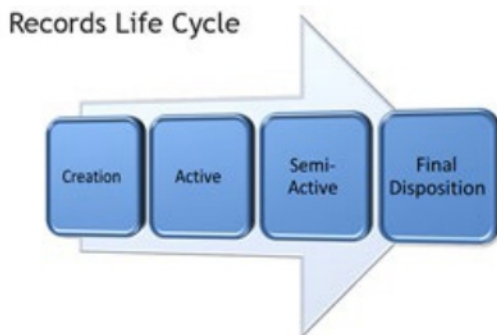 Records Life Cycle
Creation
Active
Semi-
Active
Final
Disposition